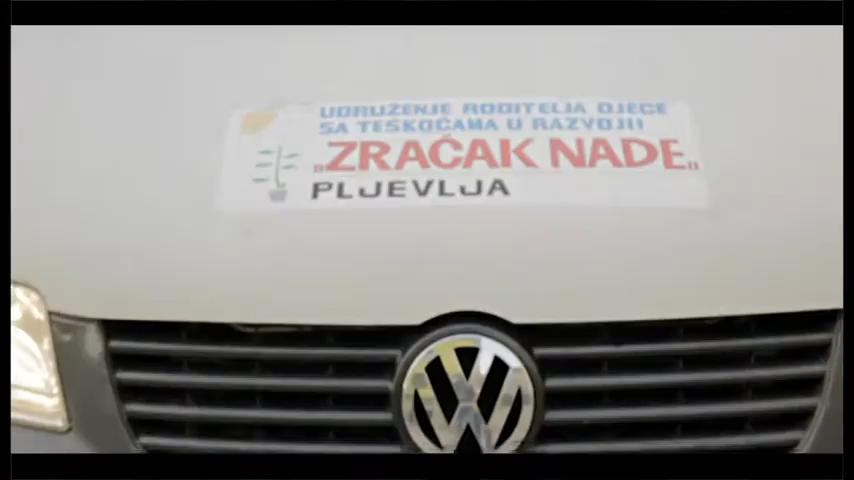 UDRUŽENJE RODITELJA DJECE
SA TEŠKOĆAMA U RAZVOJU
„ZRAČAK NADE„
PLJEVLJA